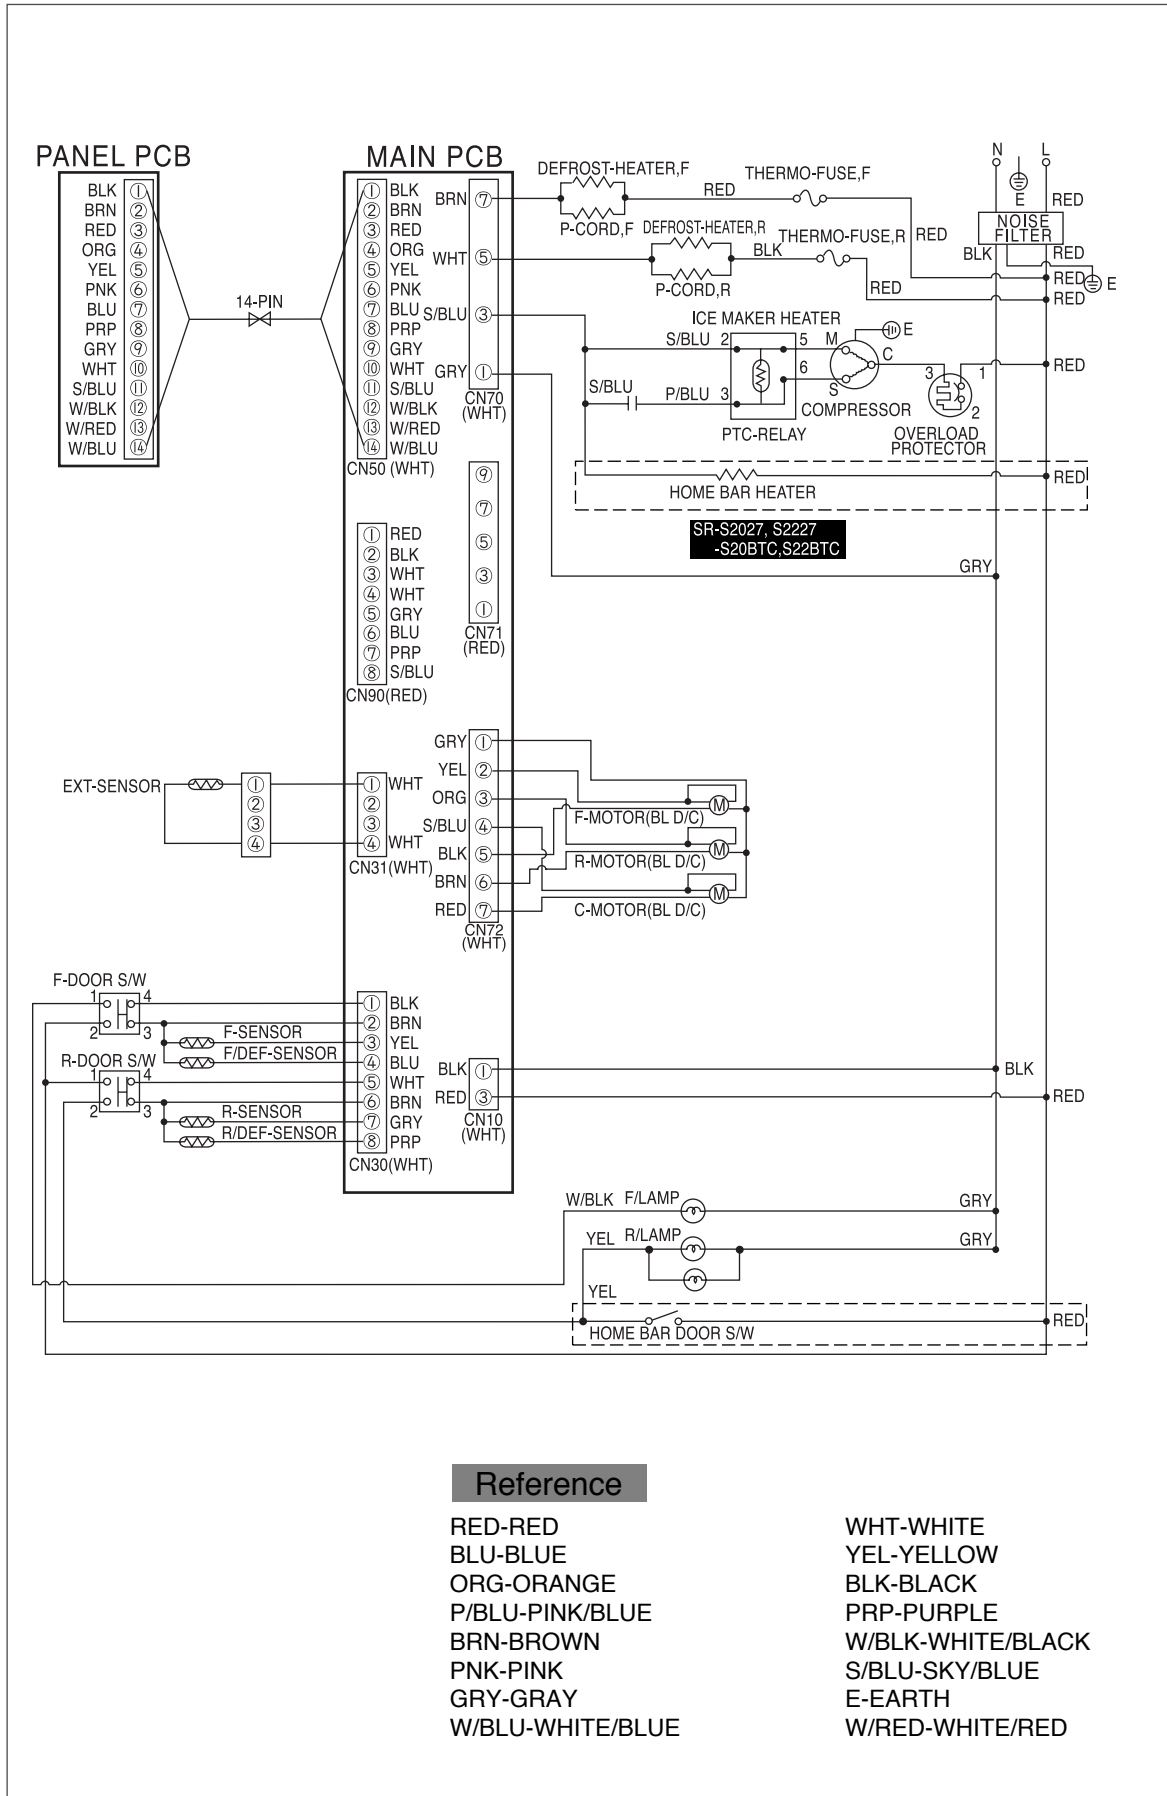 PANEL PCB
BLK 1
BRN 2
RED 3
ORG 4
YEL 5
PNK 6
BLU 7
PRP 8
GRY 9
WHT 10
S/BLU 11
W/BLK 12
W/RED 13
W/BLU 14
14-PIN
MAIN PCB
1 BLK
2 BRN
3 RED
4 ORG
5 YEL
6 PNK
7 BLU
8 PRP
9 GRY
10 WHT
11 S/BLU
12 W/BLK
13 W/RED
14 W/BLU
CN50 (WHT)
BRN 7
WHT 5
S/BLU 3
GRY 1
CN70
(WHT)
DEFROST-HEATER,F
P-CORD,F
RED
THERMO-FUSE,F
RED
DEFROST-HEATER,R
P-CORD,R
BLK
THERMO-FUSE,R
RED
N
L
E
RED
NOISE
FILTER
BLK
RED
RED
E
RED
ICE MAKER HEATER
S/BLU 2
5 M
E
C
6
S
S/BLU
P/BLU 3
PTC-RELAY
COMPRESSOR
3
1
2
RED
OVERLOAD
PROTECTOR
HOME BAR HEATER
RED
SR-S2027, S2227
-S20BTC,S22BTC
GRY
9
7
5
3
1
CN71
(RED)
1 RED
2 BLK
3 WHT
4 WHT
5 GRY
6 BLU
7 PRP
8 S/BLU
CN90(RED)
EXT-SENSOR
1
2
3
4
1 WHT
2
3
4 WHT
CN31(WHT)
GRY 1
YEL 2
ORG 3
S/BLU 4
BLK 5
BRN 6
RED 7
CN72
(WHT)
M
F-MOTOR(BL D/C)
M
R-MOTOR(BL D/C)
M
C-MOTOR(BL D/C)
F-DOOR S/W
1 4
2 3
F-SENSOR
F/DEF-SENSOR
R-DOOR S/W
1 4
2 3
R-SENSOR
R/DEF-SENSOR
1 BLK
2 BRN
3 YEL
4 BLU
5 WHT
6 BRN
7 GRY
8 PRP
CN30(WHT)
BLK 1
RED 3
CN10
(WHT)
BLK
RED
W/BLK F/LAMP
GRY
YEL R/LAMP
GRY
YEL
HOME BAR DOOR S/W
RED
Reference
RED-RED
BLU-BLUE
ORG-ORANGE
P/BLU-PINK/BLUE
BRN-BROWN
PNK-PINK
GRY-GRAY
W/BLU-WHITE/BLUE
WHT-WHITE
YEL-YELLOW
BLK-BLACK
PRP-PURPLE
W/BLK-WHITE/BLACK
S/BLU-SKY/BLUE
E-EARTH
W/RED-WHITE/RED